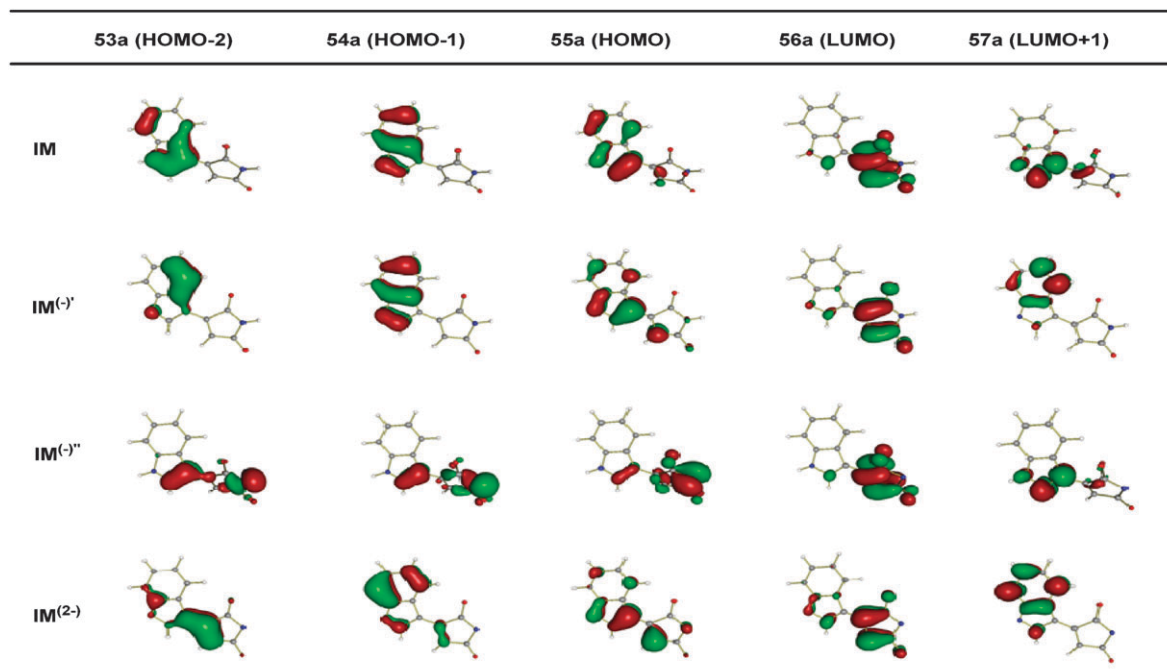 53a (HOMO-2) 54a (HOMO-1) 55a (HOMO) 56a (LUMO) 57a (LUMO+1)
IM
IM(-)'
IM(-)"
IM(2-)